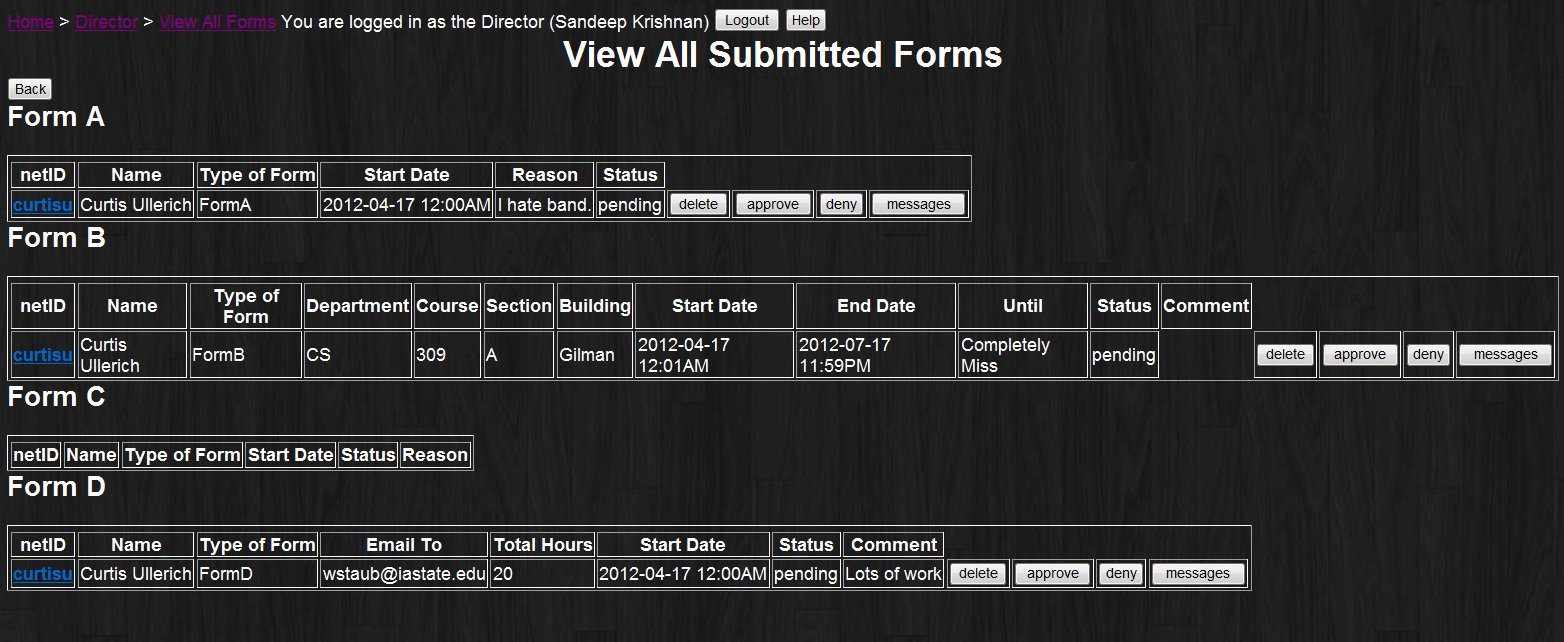 Home > Director > View All Forms You are logged in as the Director (Sandeep Krishnan) Logout Help
View All Submitted Forms
Back
Form A
netID Name Type of Form Start Date Reason Status
curtisu Curtis Ullerich FormA 2012-04-17 12:00AM I hate band. pending delete approve deny messages
Form B
netID Name Type of Form Department Course Section Building Start Date End Date Until Status Comment
curtisu Curtis Ullerich FormB CS 309 A Gilman 2012-04-17 12:01AM 2012-07-17 11:59PM Completely Miss pending delete approve deny messages
Form C
netID Name Type of Form Start Date Status Reason
Form D
netID Name Type of Form Email To Total Hours Start Date Status Comment
curtisu Curtis Ullerich FormD wstaub@iastate.edu 20 2012-04-17 12:00AM pending Lots of work delete approve deny messages